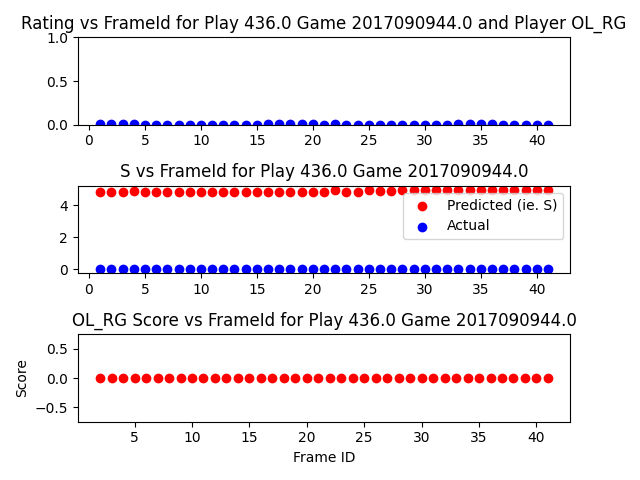 Rating vs FrameId for Play 436.0 Game 2017090944.0 and Player OL_RG
1.0
0.5
0.0
0 5 10 15 20 25 30 35 40
S vs FrameId for Play 436.0 Game 2017090944.0
4
2
0
Predicted (ie. S)
Actual
0 5 10 15 20 25 30 35 40
OL_RG Score vs FrameId for Play 436.0 Game 2017090944.0
Score
0.5
0.0
−0.5
5 10 15 20 25 30 35 40
Frame ID